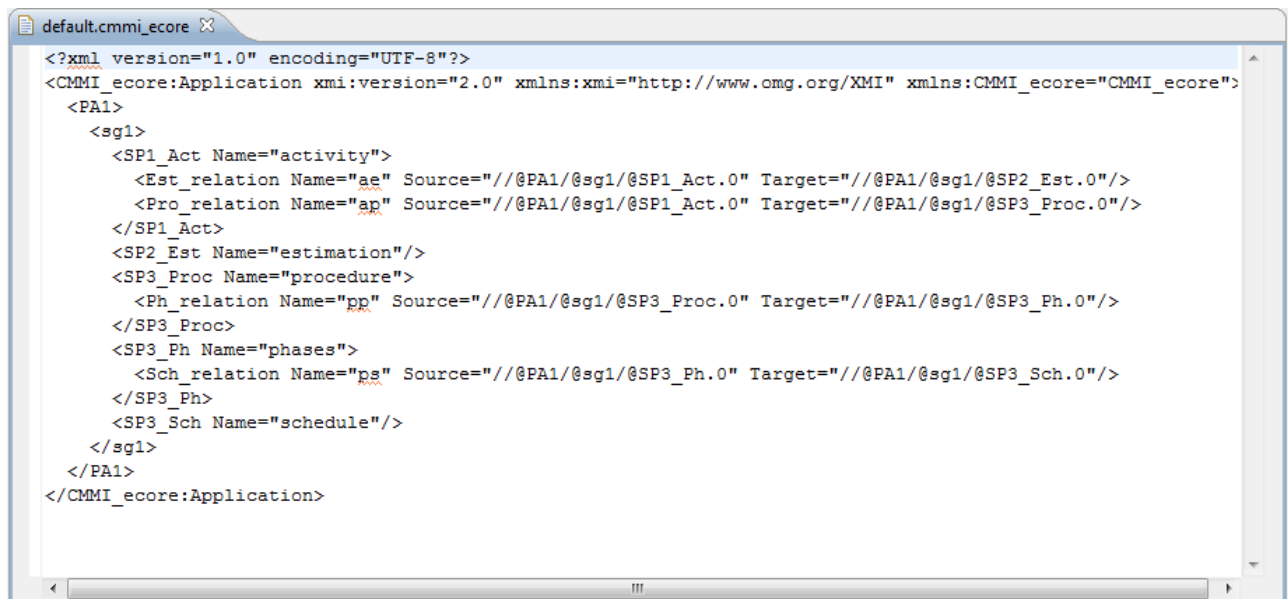 default.cmmi_ecore
<?xml version="1.0" encoding="UTF-8"?>
<CMMI_ecore:Application xmi:version="2.0" xmlns:xmi="http://www.omg.org/XMI" xmlns:CMMI_ecore="CMMI_ecore">
  <PA1>
    <sg1>
      <SP1_Act Name="activity">
        <Est_relation Name="ae" Source="//@PA1/@sg1/@SP1_Act.0" Target="//@PA1/@sg1/@SP2_Est.0"/>
        <Pro_relation Name="ap" Source="//@PA1/@sg1/@SP1_Act.0" Target="//@PA1/@sg1/@SP3_Proc.0"/>
      </SP1_Act>
      <SP2_Est Name="estimation"/>
      <SP3_Proc Name="procedure">
        <Ph_relation Name="pp" Source="//@PA1/@sg1/@SP3_Proc.0" Target="//@PA1/@sg1/@SP3_Ph.0"/>
      </SP3_Proc>
      <SP3_Ph Name="phases">
        <Sch_relation Name="ps" Source="//@PA1/@sg1/@SP3_Ph.0" Target="//@PA1/@sg1/@SP3_Sch.0"/>
      </SP3_Ph>
      <SP3_Sch Name="schedule"/>
    </sg1>
  </PA1>
</CMMI_ecore:Application>